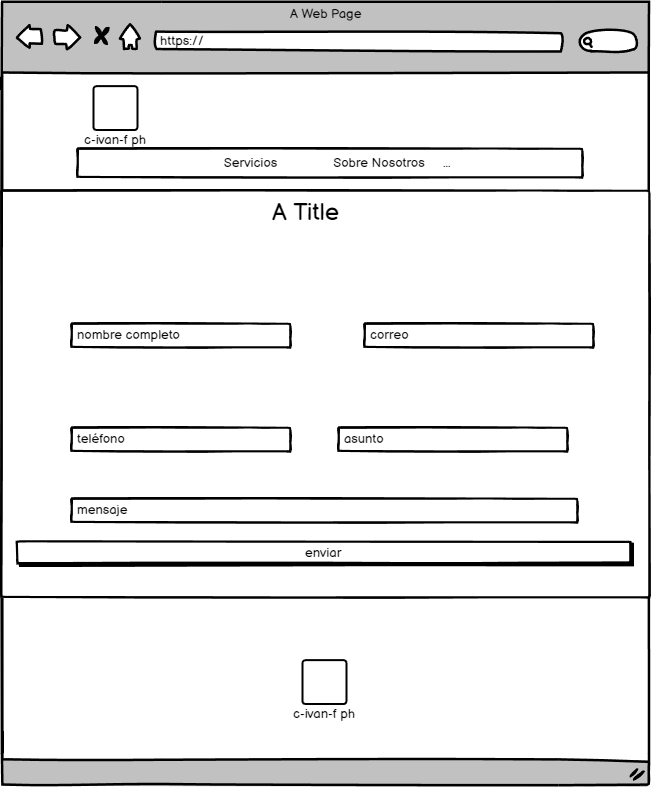 A Web Page
https://
c-ivan-f ph
Servicios Sobre Nosotros ...
A Title
nombre completo correo
teléfono asunto
mensaje
enviar
c-ivan-f ph